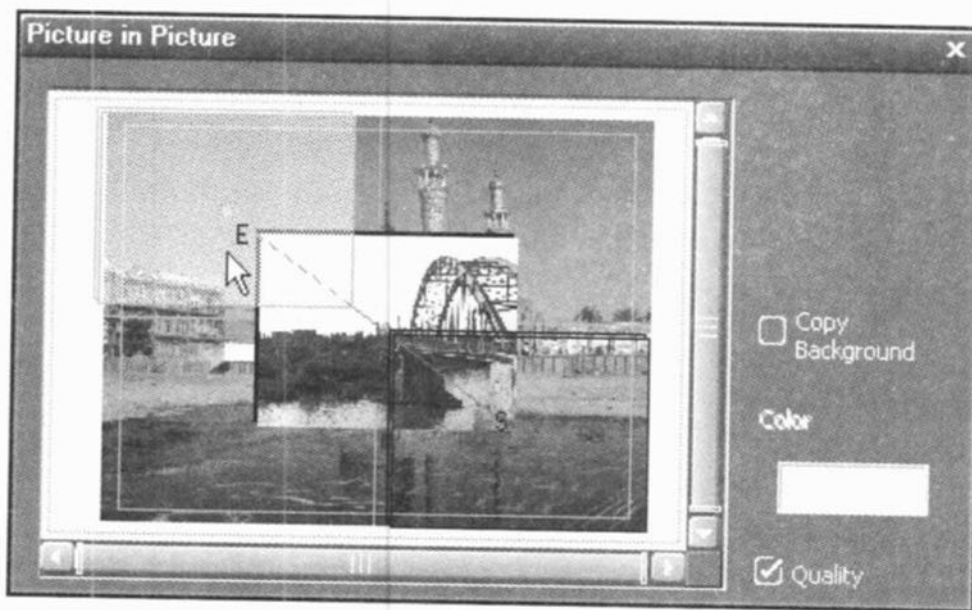 Picture in Picture
E
S
Copy
Background
Color
Quality